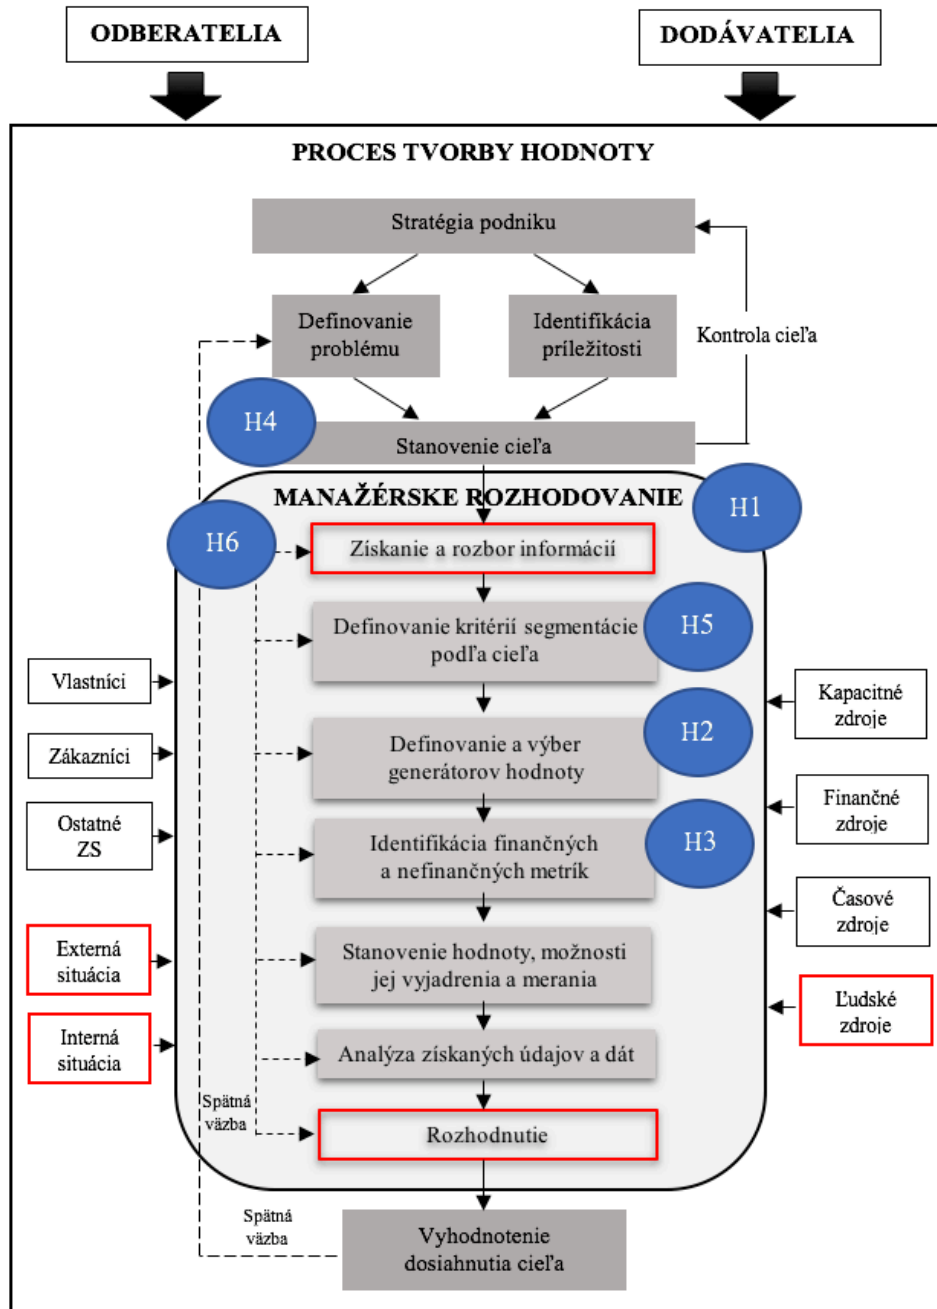 ODBERATELIA
DODÁVATELIA
PROCES TVORBY HODNOTY
Stratégia podniku
Definovanie
problému
Identifikácia
príležitosti
Kontrola cieľa
H4
Stanovenie cieľa
MANAŽÉRSKE ROZHODOVANIE
H1
H6
Získanie a rozbor informácií
Definovanie kritérií segmentácie
podľa cieľa
H5
Vlastníci
Kapacitné
zdroje
Definovanie a výber
generátorov hodnoty
H2
Zákazníci
Finančné
zdroje
Ostatné
ZS
Identifikácia finančných
a nefinančných metrík
H3
Časové
zdroje
Externá
situácia
Stanovenie hodnoty, možnosti
jej vyjadrenia a merania
Ľudské
zdroje
Interná
situácia
Analýza získaných údajov a dát
Spätná
väzba
Rozhodnutie
Spätná
väzba
Vyhodnotenie
dosiahnutia cieľa